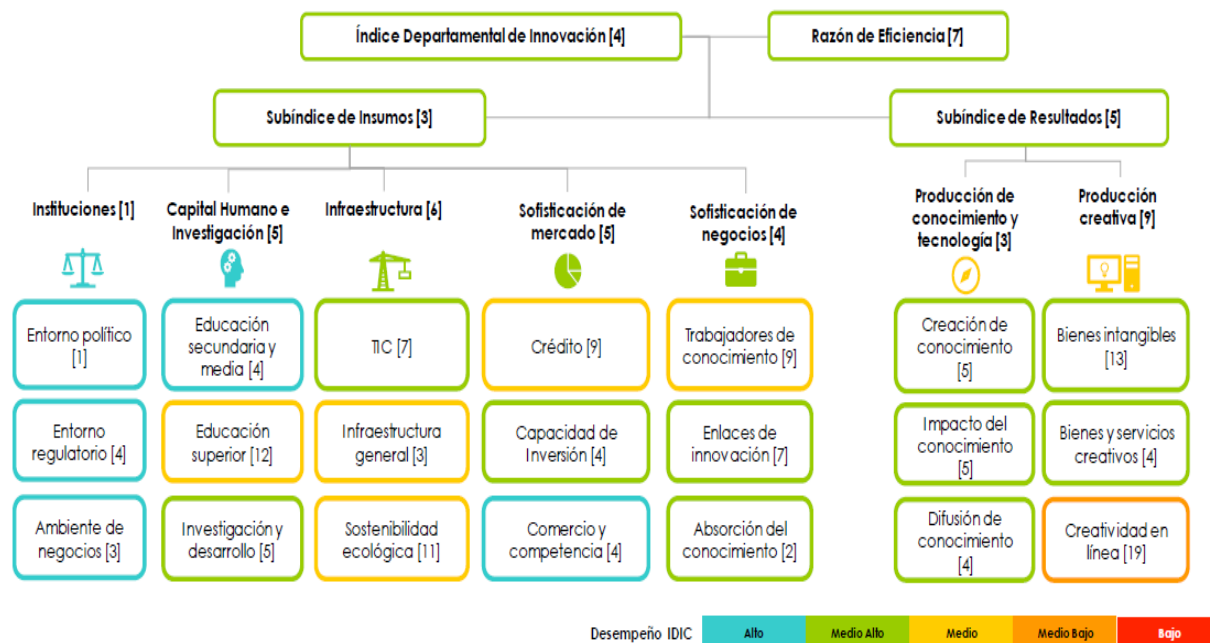 Índice Departamental de Innovación [4]
Razón de Eficiencia [7]
Subíndice de Insumos [3]
Subíndice de Resultados [5]
Instituciones [1]
Capital Humano e
Investigación [5]
Infraestructura [6]
Sofisticación de
mercado [5]
Sofisticación de
negocios [4]
Producción de
conocimiento y
tecnología [3]
Producción
creativa [9]
Entorno político
[1]
Educación
secundaria y
media [4]
TIC [7]
Crédito [9]
Trabajadores de
conocimiento [9]
Creación de
conocimiento
[5]
Bienes intangibles
[13]
Entorno
regulatorio [4]
Educación
superior [12]
Infraestructura
general [3]
Capacidad de
Inversión [4]
Enlaces de
innovación [7]
Impacto del
conocimiento
[5]
Bienes y servicios
creativos [4]
Ambiente de
negocios [3]
Investigación y
desarrollo [5]
Sostenibilidad
ecológica [11]
Comercio y
competencia [4]
Absorción del
conocimiento [2]
Difusión de
conocimiento
[4]
Creatividad en
línea [19]
Desempeño IDIC
Alto
Medio Alto
Medio
Medio Bajo
Bajo